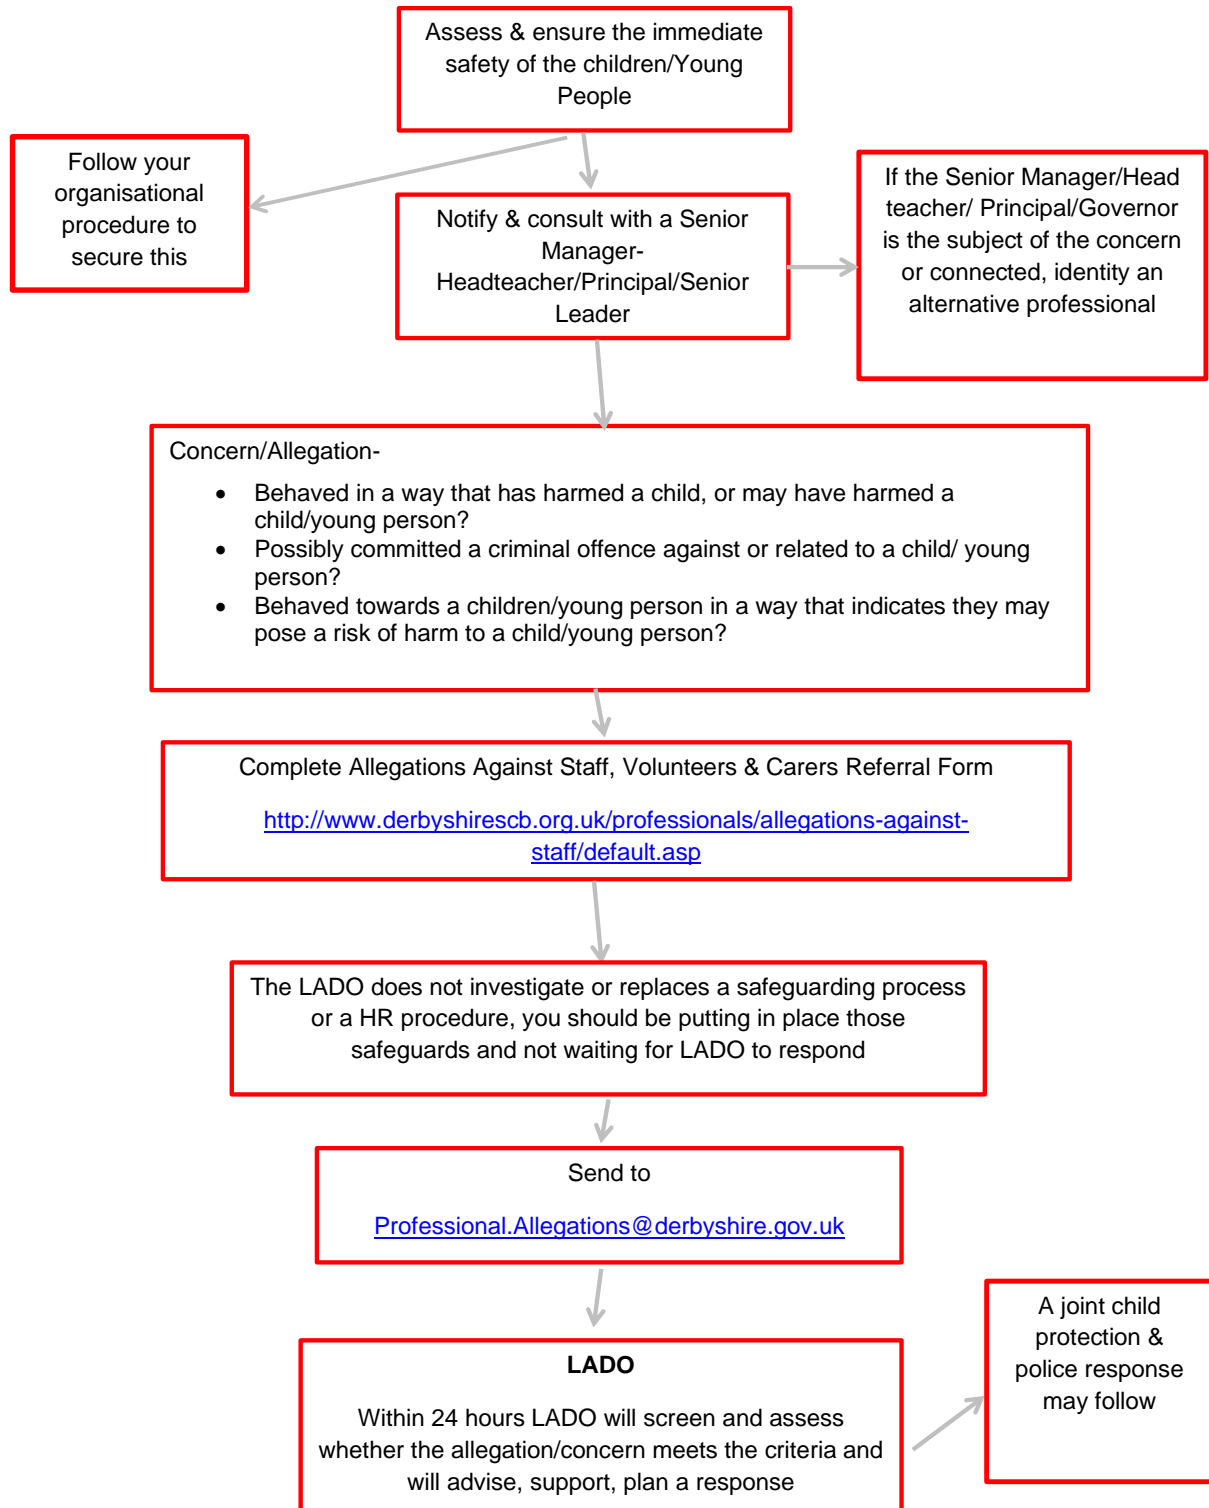 Assess & ensure the immediate
safety of the children/Young
People
Follow your
organisational
procedure to
secure this
Notify & consult with a Senior
Manager-
Headteacher/Principal/Senior
Leader
If the Senior Manager/Head
teacher/ Principal/Governor
is the subject of the concern
or connected, identity an
alternative professional
Concern/Allegation-
• Behaved in a way that has harmed a child, or may have harmed a
child/young person?
• Possibly committed a criminal offence against or related to a child/ young
person?
• Behaved towards a children/young person in a way that indicates they may
pose a risk of harm to a child/young person?
Complete Allegations Against Staff, Volunteers & Carers Referral Form
http://www.derbyshirescb.org.uk/professionals/allegations-against-
staff/default.asp
The LADO does not investigate or replaces a safeguarding process
or a HR procedure, you should be putting in place those
safeguards and not waiting for LADO to respond
Send to
Professional.Allegations@derbyshire.gov.uk
LADO
Within 24 hours LADO will screen and assess
whether the allegation/concern meets the criteria and
will advise, support, plan a response
A joint child
protection &
police response
may follow